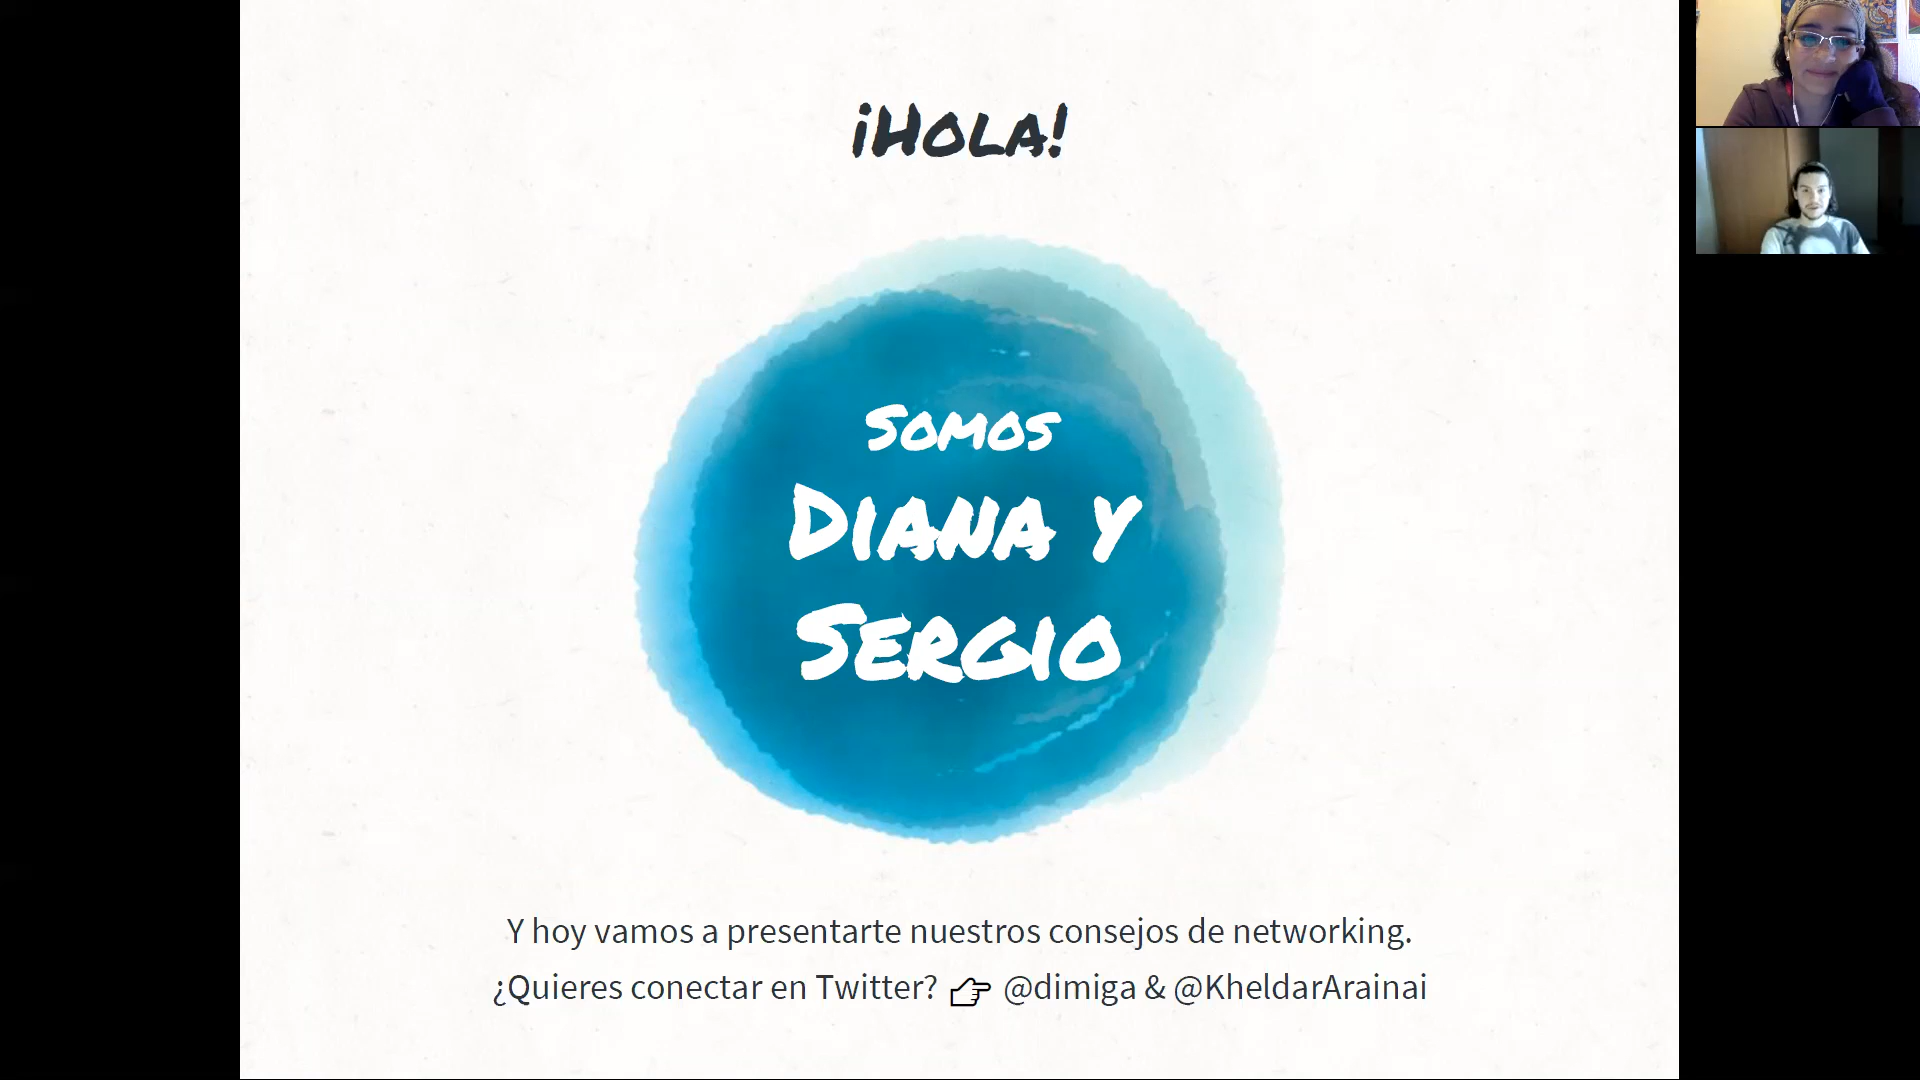 ¡Hola!
Somos
Diana y
Sergio
Y hoy vamos a presentarte nuestros consejos de networking.
¿Quieres conectar en Twitter? 👉 @dimiga & @KheldarArainai